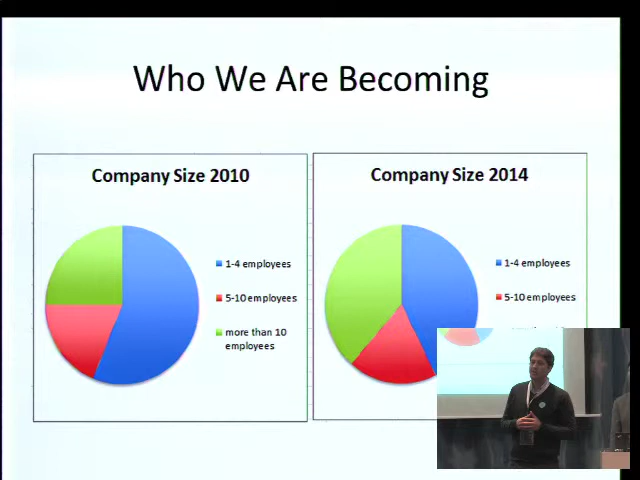 Who We Are Becoming
Company Size 2010
1-4 employees
5-10 employees
more than 10
employees
Company Size 2014
1-4 employees
5-10 employees